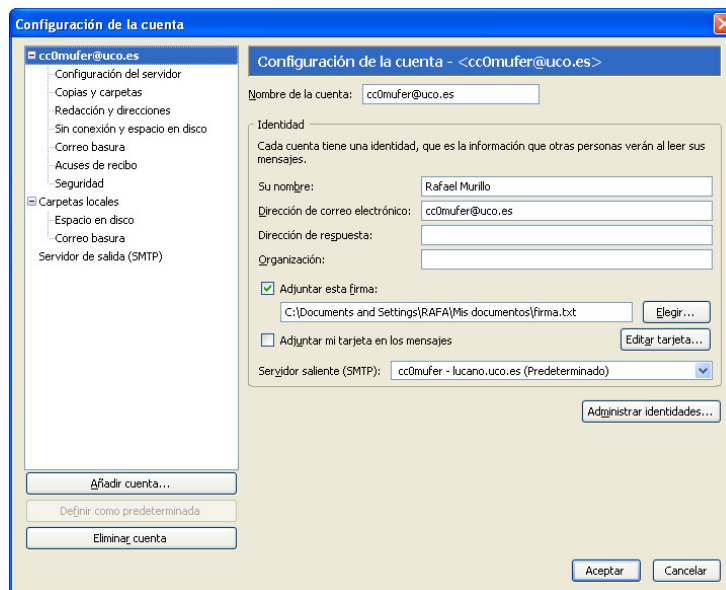 Configuración de la cuenta
cc0mufer@uco.es
Configuración del servidor
Copias y carpetas
Redacción y direcciones
Sin conexión y espacio en disco
Correo basura
Acuses de recibo
Seguridad
Carpetas locales
Espacio en disco
Correo basura
Servidor de salida (SMTP)
Añadir cuenta...
Definir como predeterminada
Eliminar cuenta
Configuración de la cuenta - <cc0mufer@uco.es>
Nombre de la cuenta: cc0mufer@uco.es
Identidad
Cada cuenta tiene una identidad, que es la información que otras personas verán al leer sus
mensajes.
Su nombre: Rafael Murillo
Dirección de correo electrónico: cc0mufer@uco.es
Dirección de respuesta:
Organización:
Adjuntar esta firma:
C:\Documents and Settings\RAFA\Mis documentos\firma.txt Elegir...
Adjuntar mi tarjeta en los mensajes Editar tarjeta...
Servidor saliente (SMTP): cc0mufer - lucano.uco.es (Predeterminado)
Administrar identidades...
Aceptar Cancelar